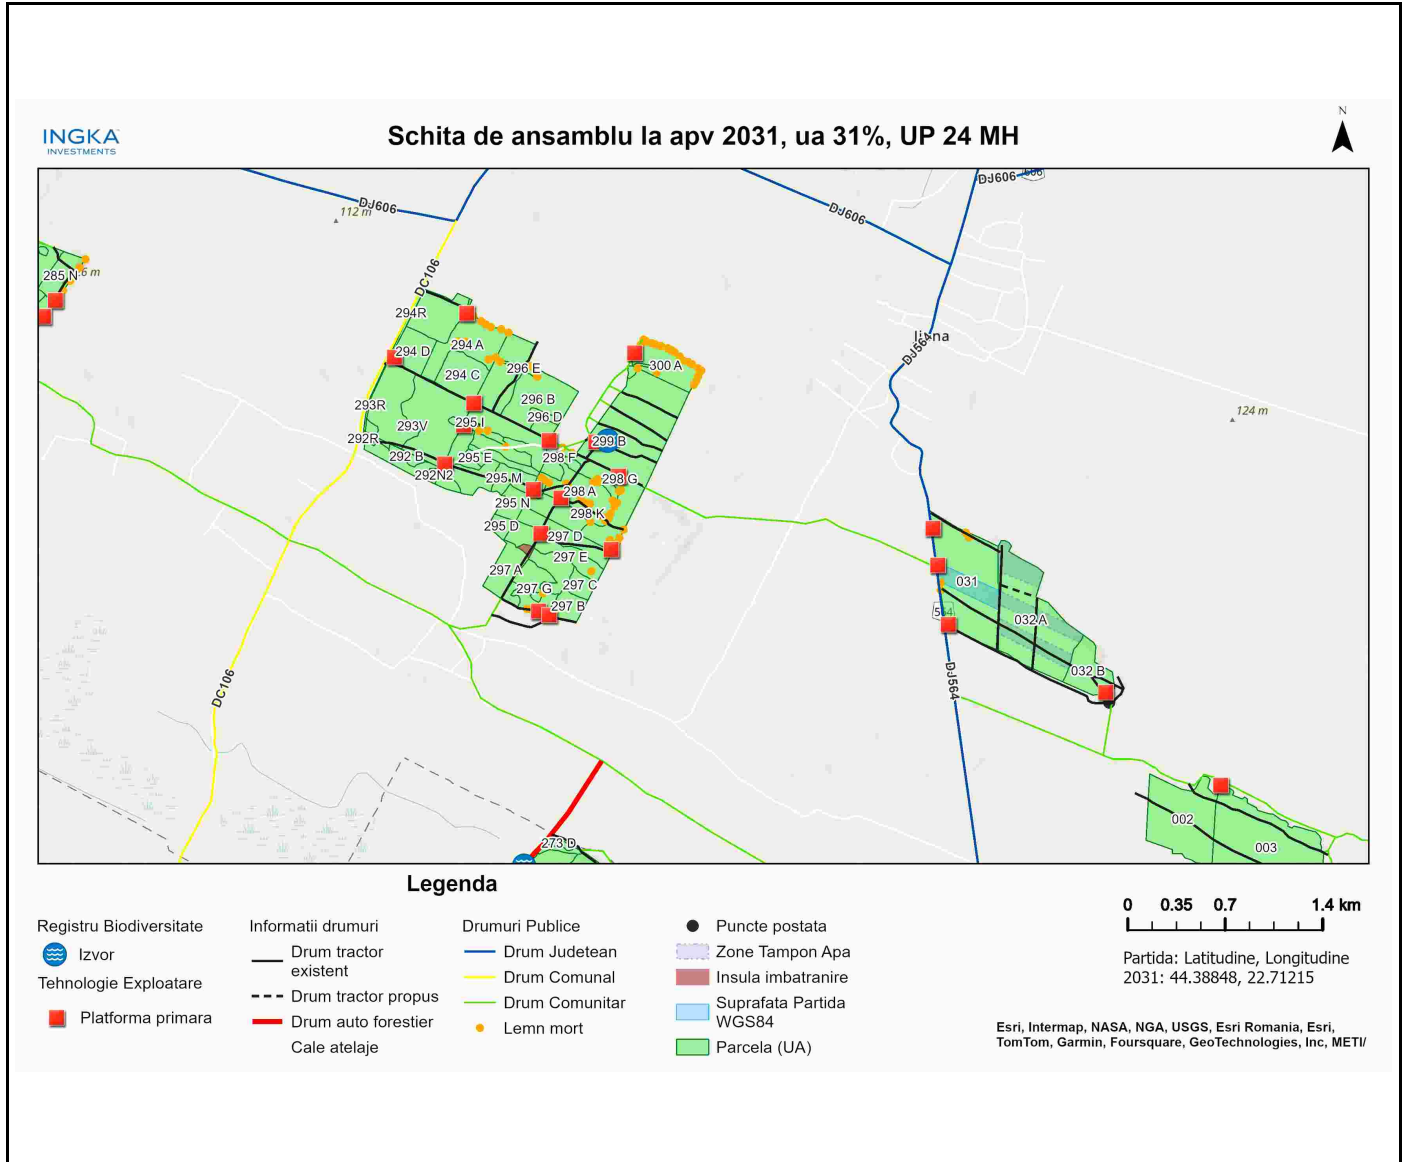 INGKA
INVESTMENTS
Schita de ansamblu la apv 2031, ua 31%, UP 24 MH
N
DJ606
112 m
DJ606
DJ606
DC106
285 N
6 m
294R
294 D
294 A
294 C
296 E
296 B
296 D
293R
293V
295 I
292R
292 B
292N2
295 E
295 M
295 N
295 D
298 F
299 B
300 A
298 G
298 A
298 K
297 D
297 E
297 A
297 G
297 C
297 B
DJ564
124 m
031
032 A
032 B
DJ564
DC106
273 D
002
003
Legenda
Registru Biodiversitate
Izvor
Tehnologie Exploatare
Platforma primara
Informatii drumuri
Drum tractor
existent
Drum tractor propus
Drum auto forestier
Cale atelaje
Drumuri Publice
Drum Judetean
Drum Comunal
Drum Comunitar
Lemn mort
Puncte postata
Zone Tampon Apa
Insula imbatranire
Suprafata Partida
WGS84
Parcela (UA)
0 0.35 0.7 1.4 km
Partida: Latitudine, Longitudine
2031: 44.38848, 22.71215
Esri, Intermap, NASA, NGA, USGS, Esri Romania, Esri,
TomTom, Garmin, Foursquare, GeoTechnologies, Inc, METI/